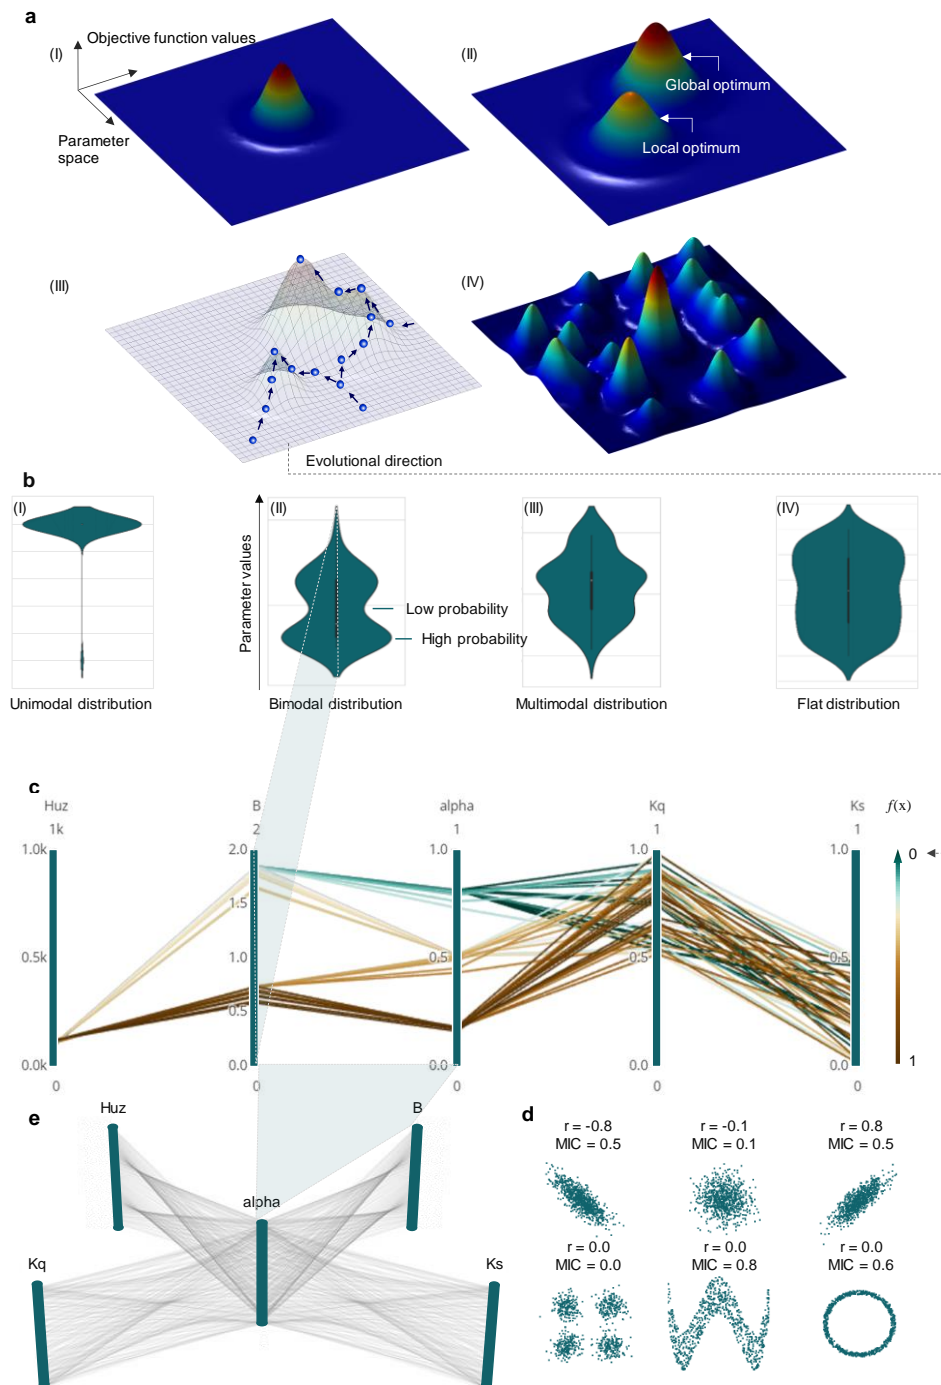 a
(I)
Objective function values
Parameter
space
(II)
Global optimum
Local optimum
(III)
(IV)
Evolutional direction
b
(I)
Unimodal distribution
Parameter values
(II)
Low probability
High probability
Bimodal distribution
(III)
Multimodal distribution
(IV)
Flat distribution
c
Huz B alpha Kq Ks f(x)
1k 2 1 1 1
1.0k 2.0 1.0 1.0 1.0 0
1.5
0.5k 1.0 0.5 0.5 0.5
0.5
0.0k 0.0 0.0 0.0 0.0 1
0 0 0 0 0
e
Huz B
alpha
Kq Ks
d
r = -0.8 r = -0.1 r = 0.8
MIC = 0.5 MIC = 0.1 MIC = 0.5
r = 0.0 r = 0.0 r = 0.0
MIC = 0.0 MIC = 0.8 MIC = 0.6